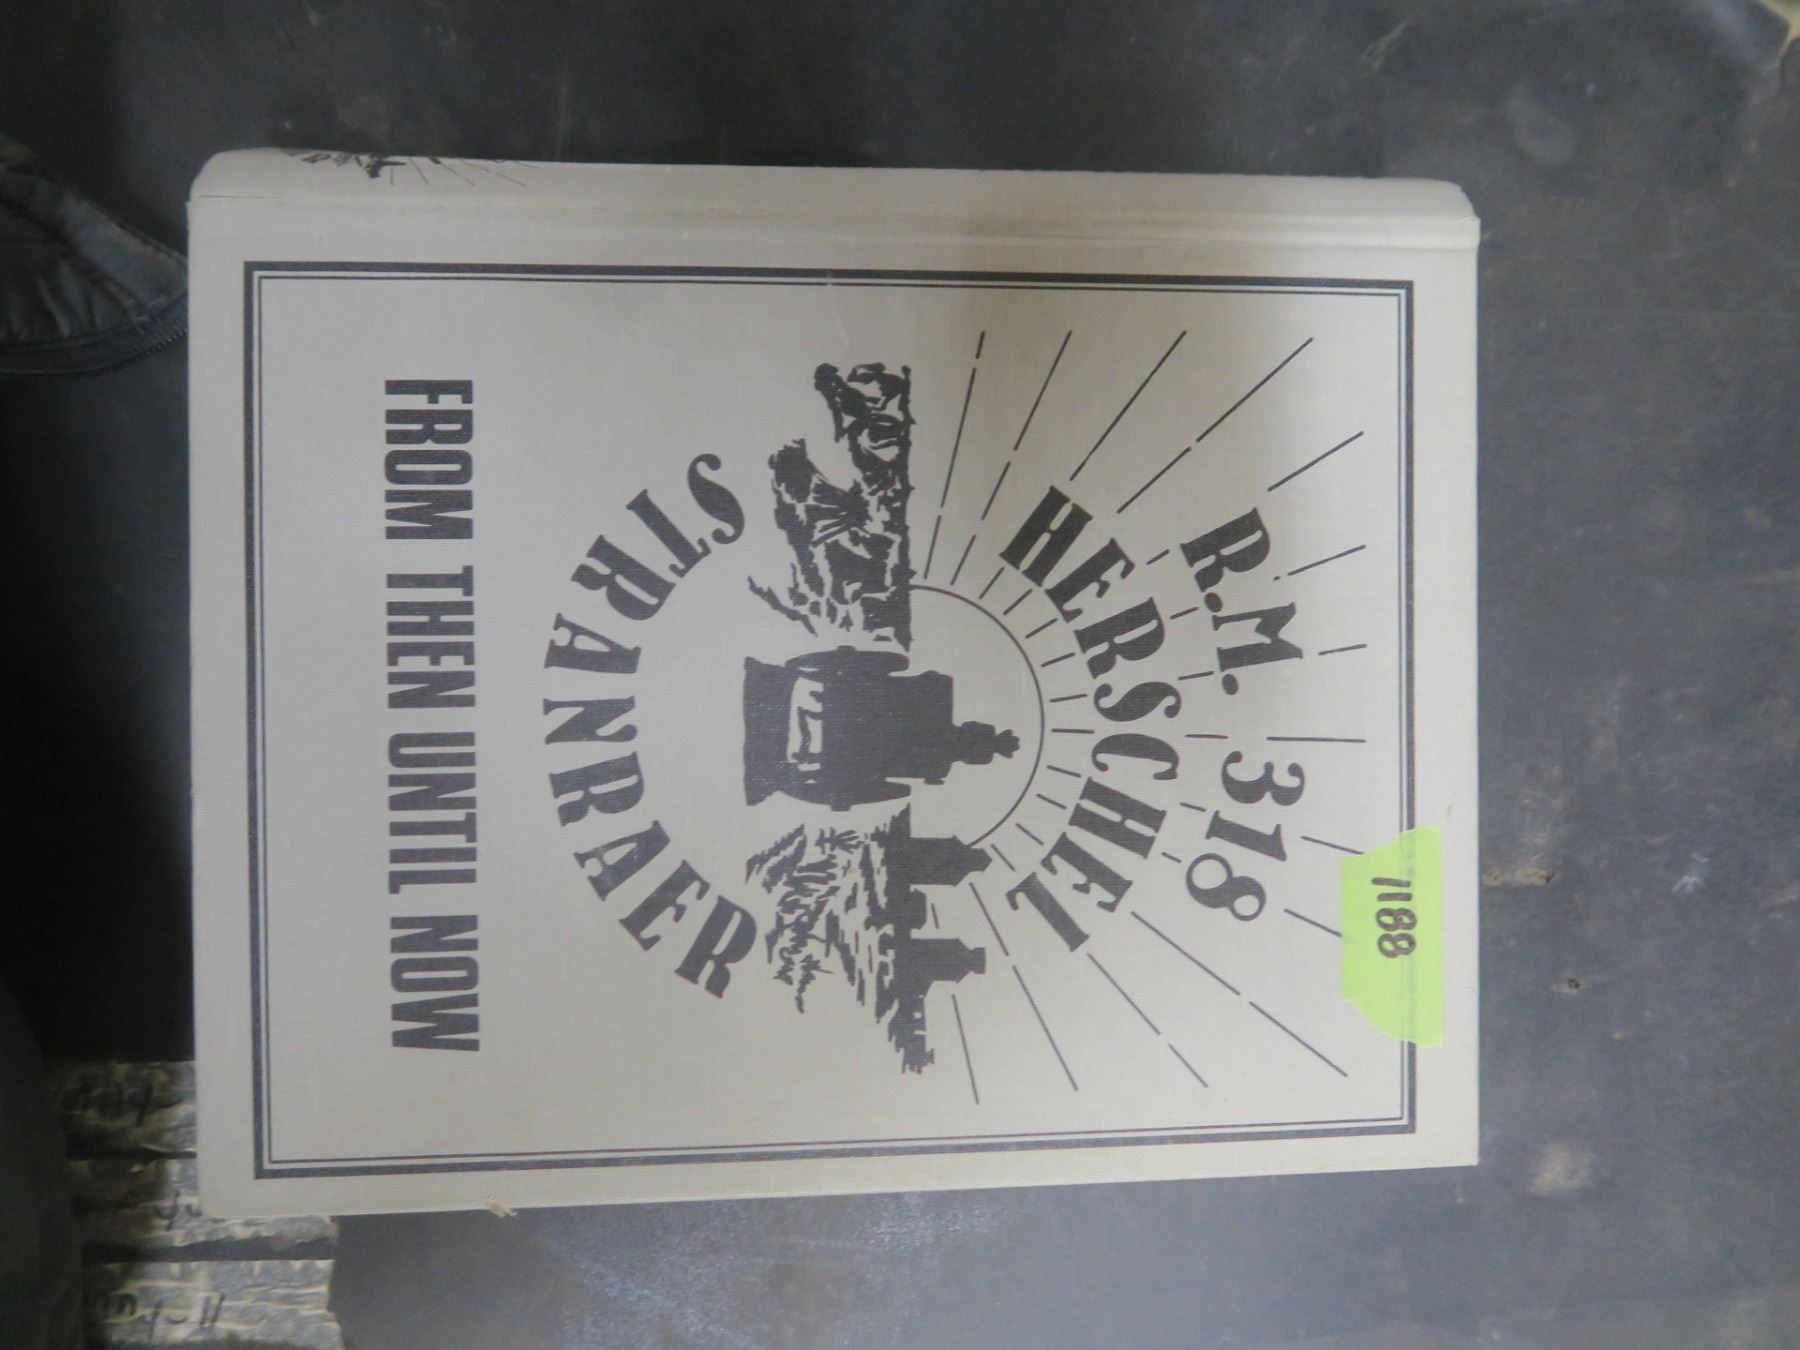 1188
R.M. 318
HERSCHEL
STRANRAER
FROM THEN UNTIL NOW